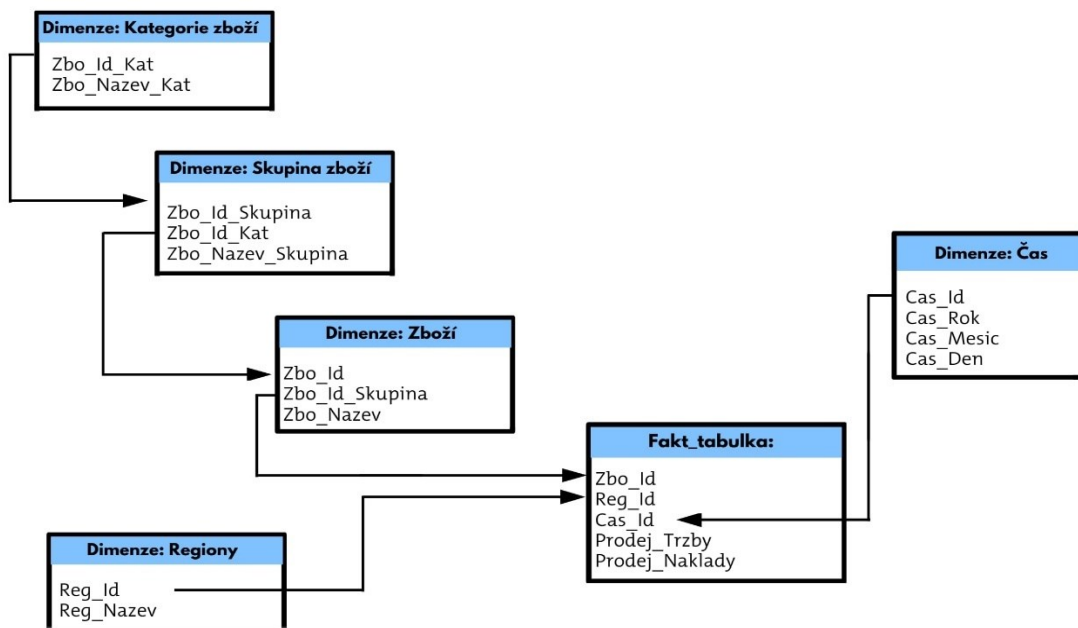 Dimenze: Kategorie zboží
Zbo_Id_Kat
Zbo_Nazev_Kat
Dimenze: Skupina zboží
Zbo_Id_Skupina
Zbo_Id_Kat
Zbo_Nazev_Skupina
Dimenze: Čas
Cas_Id
Cas_Rok
Cas_Mesic
Cas_Den
Dimenze: Zboží
Zbo_Id
Zbo_Id_Skupina
Zbo_Nazev
Fakt_tabulka:
Zbo_Id
Reg_Id
Cas_Id
Prodej_Trzby
Prodej_Naklady
Dimenze: Regiony
Reg_Id
Reg_Nazev